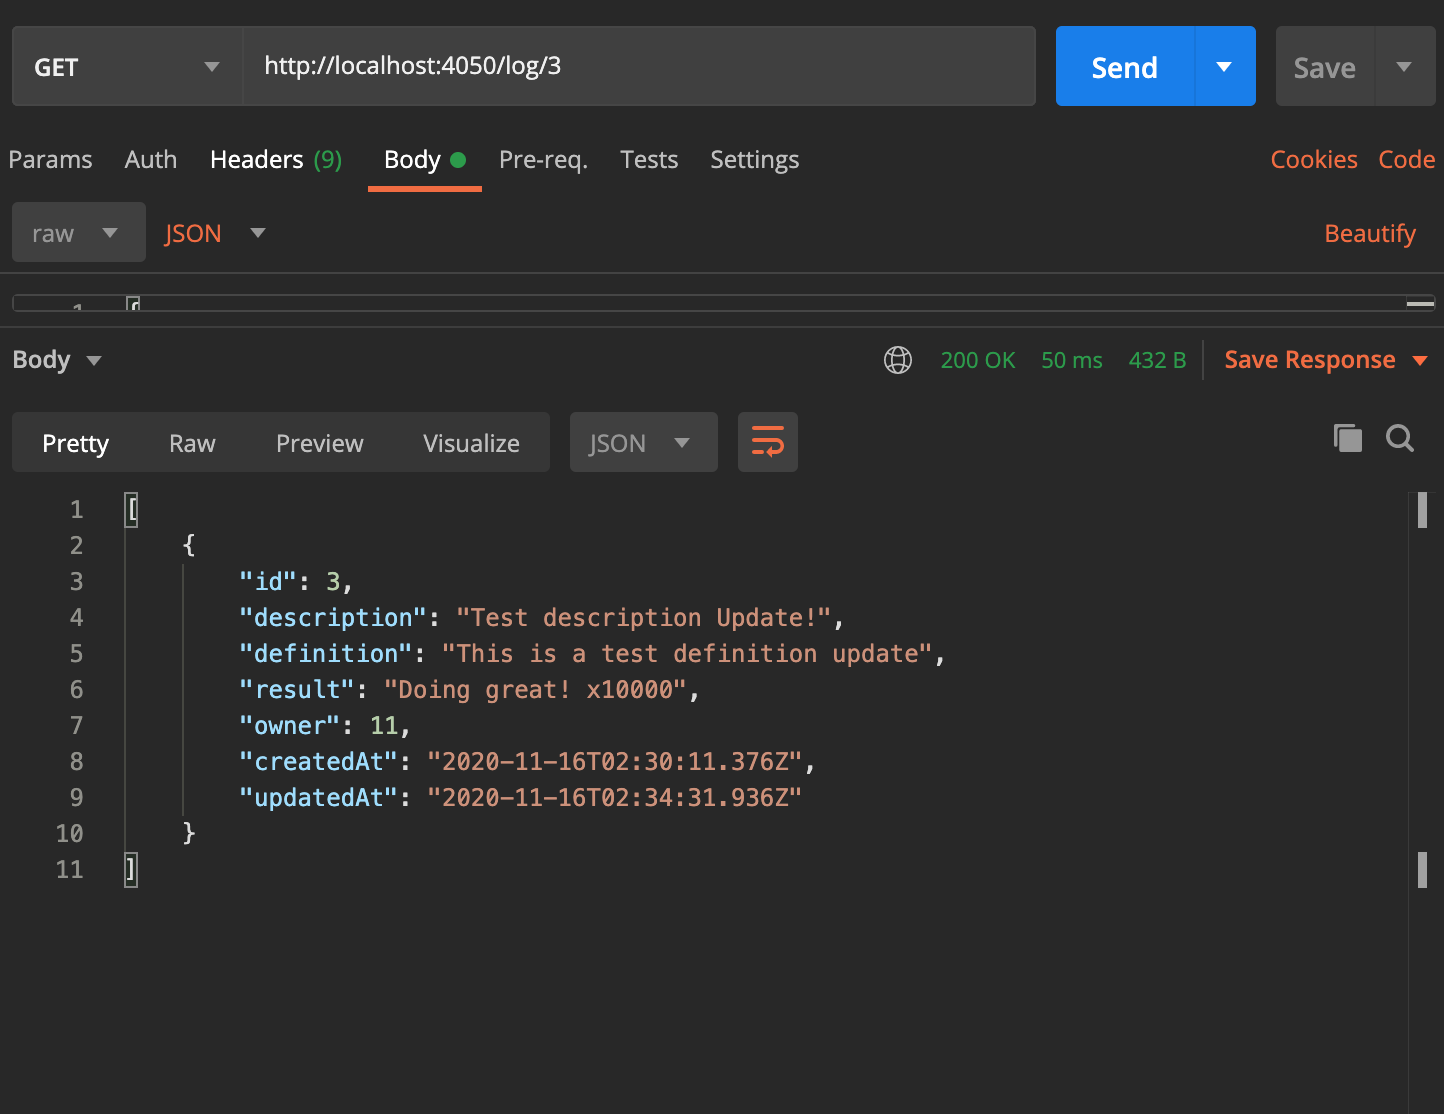 GET http://localhost:4050/log/3 Send Save
Params Auth Headers (9) Body Pre-req. Tests Settings Cookies Code
raw JSON Beautify
1 {
Body 200 OK 50 ms 432 B Save Response
Pretty Raw Preview Visualize JSON
1 [
2 {
3 "id": 3,
4 "description": "Test description Update!",
5 "definition": "This is a test definition update",
6 "result": "Doing great! x10000",
7 "owner": 11,
8 "createdAt": "2020-11-16T02:30:11.376Z",
9 "updatedAt": "2020-11-16T02:34:31.936Z"
10 }
11 ]